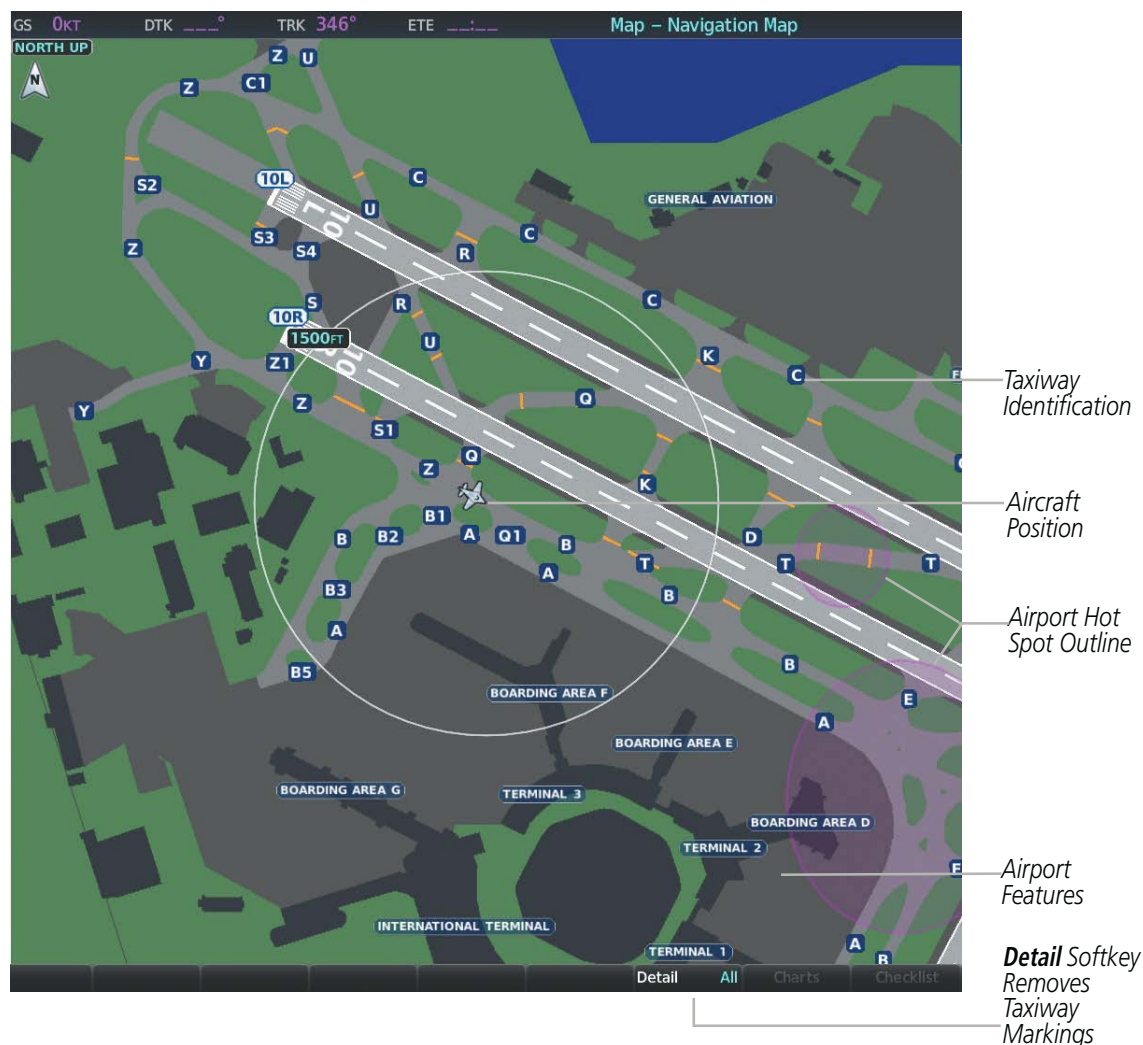 GS 0KT DTK ___° TRK 346° ETE __:__ Map – Navigation Map
NORTH UP
N
Z U
Z C1
S2 10L C
GENERAL AVIATION
10L
U
S3 S4 R C
Z
S R C
10R
1500FT
10
U K
Y Z1 C
Y Z Q
S1
Q
Z
K
B1
B B2 A Q1 B D
A T T T
B3 B
A
B5 B
BOARDING AREA F E
A
BOARDING AREA E
BOARDING AREA G TERMINAL 3
BOARDING AREA D
TERMINAL 2
INTERNATIONAL TERMINAL
A
TERMINAL 1 B
Detail All Charts Checklist
Taxiway
Identification
Aircraft
Position
Airport Hot
Spot Outline
Airport
Features
Detail Softkey
Removes
Taxiway
Markings